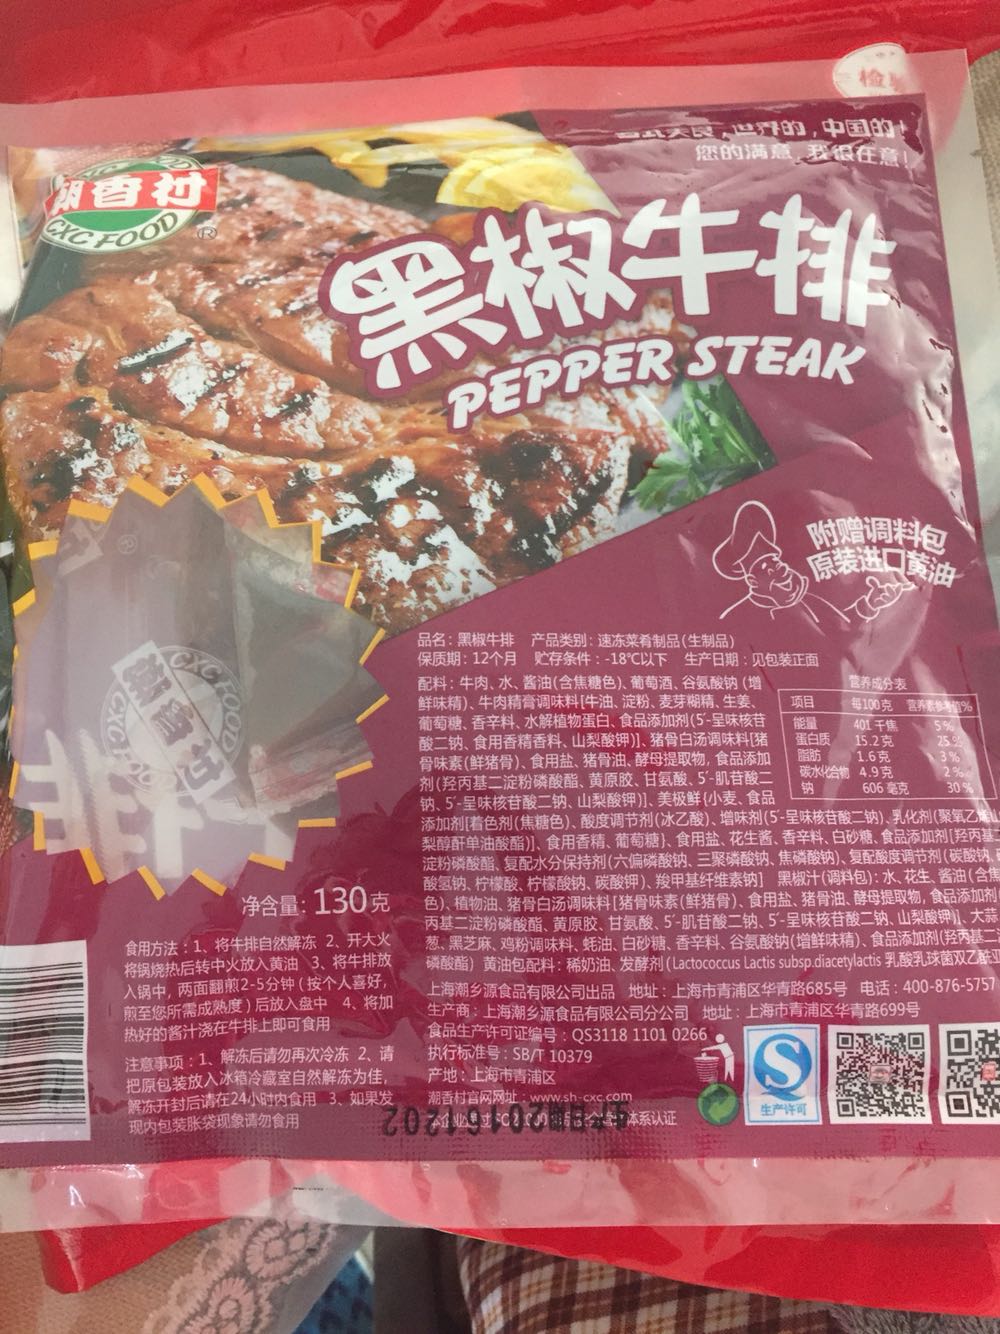 世界的,中国的!
您的满意,我很在意!
潮香村
CXC FOOD
®
黑椒牛排
PEPPER STEAK
附赠调料包
原装进口黄油
品名:黑椒牛排 产品类别:速冻菜肴制品(生制品)
保质期:12个月 贮存条件:-18℃以下 生产日期:见包装正面
配料:牛肉、水、酱油(含焦糖色)、葡萄酒、谷氨酸钠(增
鲜味精)、牛肉精膏调味料[牛油、淀粉、麦芽糊精、生姜、
葡萄糖、香辛料、水解植物蛋白、食品添加剂(5′-呈味核苷
酸二钠、食用香精香料、山梨酸钾)]、猪骨白汤调味料[猪
骨味素(鲜猪骨)、食用盐、猪骨油、酵母提取物,食品添加
剂(羟丙基二淀粉磷酸酯、黄原胶、甘氨酸、5′-肌苷酸二
钠、5′-呈味核苷酸二钠、山梨酸钾)]、美极鲜{小麦、食品
添加剂[着色剂(焦糖色)、酸度调节剂(冰乙酸)、增味剂(5′-呈味核苷酸二钠)、乳化剂(聚氧乙烯
梨醇酐单油酸酯)]、食用香精、葡萄糖}、食用盐、花生酱、香辛料、白砂糖、食品添加剂[羟丙基
淀粉磷酸酯、复配水分保持剂(六偏磷酸钠、三聚磷酸钠、焦磷酸钠)、复配酸度调节剂(碳酸钠、
酸氢钠、柠檬酸、柠檬酸钠、碳酸钾)、羧甲基纤维素钠] 黑椒汁(调料包):水、花生、酱油(含焦
色)、植物油、猪骨白汤调味料[猪骨味素(鲜猪骨)、食用盐、猪骨油、酵母提取物,食品添加剂
丙基二淀粉磷酸酯、黄原胶、甘氨酸、5′-肌苷酸二钠、5′-呈味核苷酸二钠、山梨酸钾)]、大蒜
葱、黑芝麻、鸡粉调味料、蚝油、白砂糖、香辛料、谷氨酸钠(增鲜味精)、食品添加剂(羟丙基二
磷酸酯) 黄油包配料:稀奶油、发酵剂(Lactococcus Lactis subsp.diacetylactis 乳酸乳球菌双乙酰亚
营养成分表
项目 每100克 营养素参考值%
能量 401 千焦 5%
蛋白质 15.2克 25%
脂肪 1.6克 3%
碳水化合物 4.9克 2%
钠 606 毫克 30%
上海潮乡源食品有限公司出品 地址:上海市青浦区华青路685号 电话:400-876-5757
生产商:上海潮乡源食品有限公司分公司 地址:上海市青浦区华青路699号
食品生产许可证编号:QS3118 1101 0266
执行标准号:SB/T 10379
产地:上海市青浦区
潮香村官网网址:www.sh-cxc.com
体系认证
生产许可
净含量:130克
食用方法:1、将牛排自然解冻 2、开大火
将锅烧热后转中火放入黄油 3、将牛排放
入锅中,两面翻煎2-5分钟(按个人喜好,
煎至您所需成熟度)后放入盘中 4、将加
热好的酱汁浇在牛排上即可食用
注意事项:1、解冻后请勿再次冷冻 2、请
把原包装放入冰箱冷藏室自然解冻为佳,
解冻开封后请在24小时内食用 3、如果发
现内包装胀袋现象请勿食用
生产日期20161202